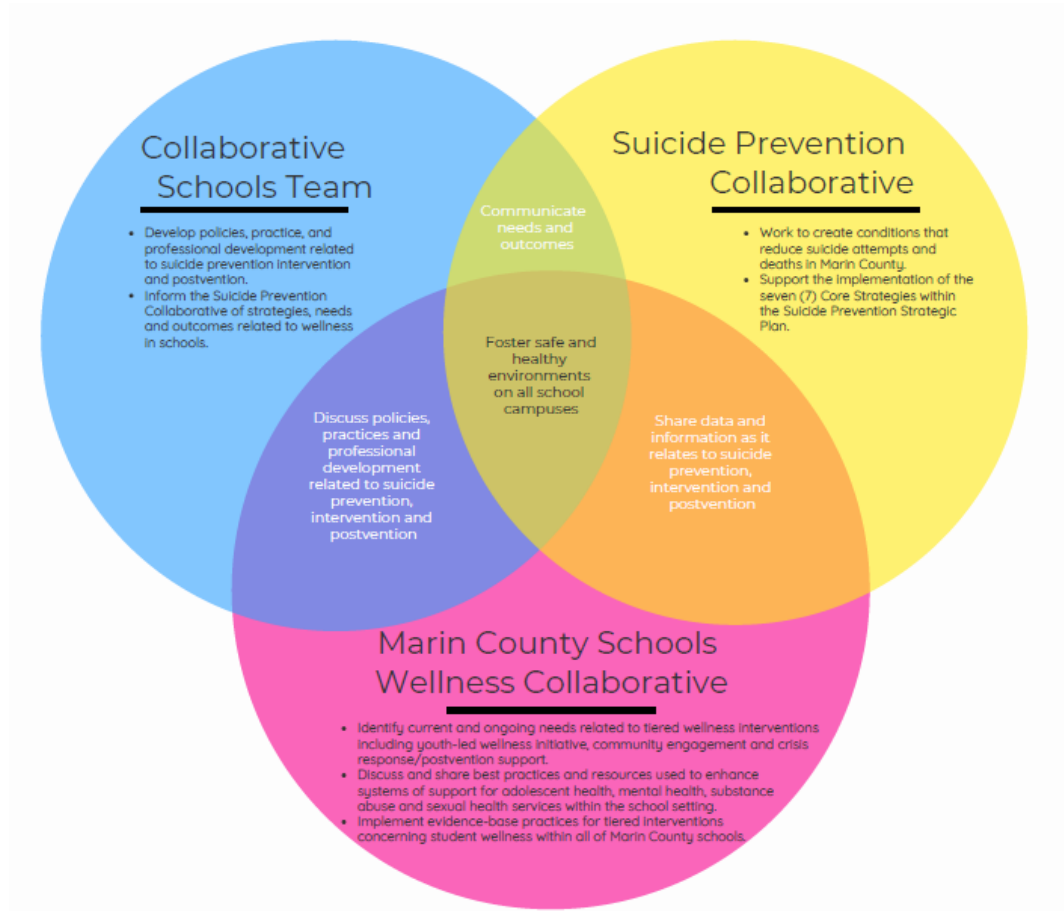 Collaborative
Schools Team
• Develop policies, practice, and
professional development related
to suicide prevention intervention
and postvention.
• Inform the Suicide Prevention
Collaborative of strategies, needs
and outcomes related to wellness
in schools.
Suicide Prevention
Collaborative
• Work to create conditions that
reduce suicide attempts and
deaths in Marin County.
• Support the implementation of the
seven (7) Core Strategies within
the Suicide Prevention Strategic
Plan.
Communicate
needs and
outcomes
Foster safe and
healthy
environments
on all school
campuses
Discuss policies,
practices and
professional
development
related to suicide
prevention,
intervention and
postvention
Share data and
information as it
relates to suicide
prevention,
intervention and
postvention
Marin County Schools
Wellness Collaborative
• Identify current and ongoing needs related to tiered wellness interventions
including youth-led wellness initiative, community engagement and crisis
response/postvention support.
• Discuss and share best practices and resources used to enhance
systems of support for adolescent health, mental health, substance
abuse and sexual health services within the school setting.
• Implement evidence-base practices for tiered interventions
concerning student wellness within all of Marin County schools.